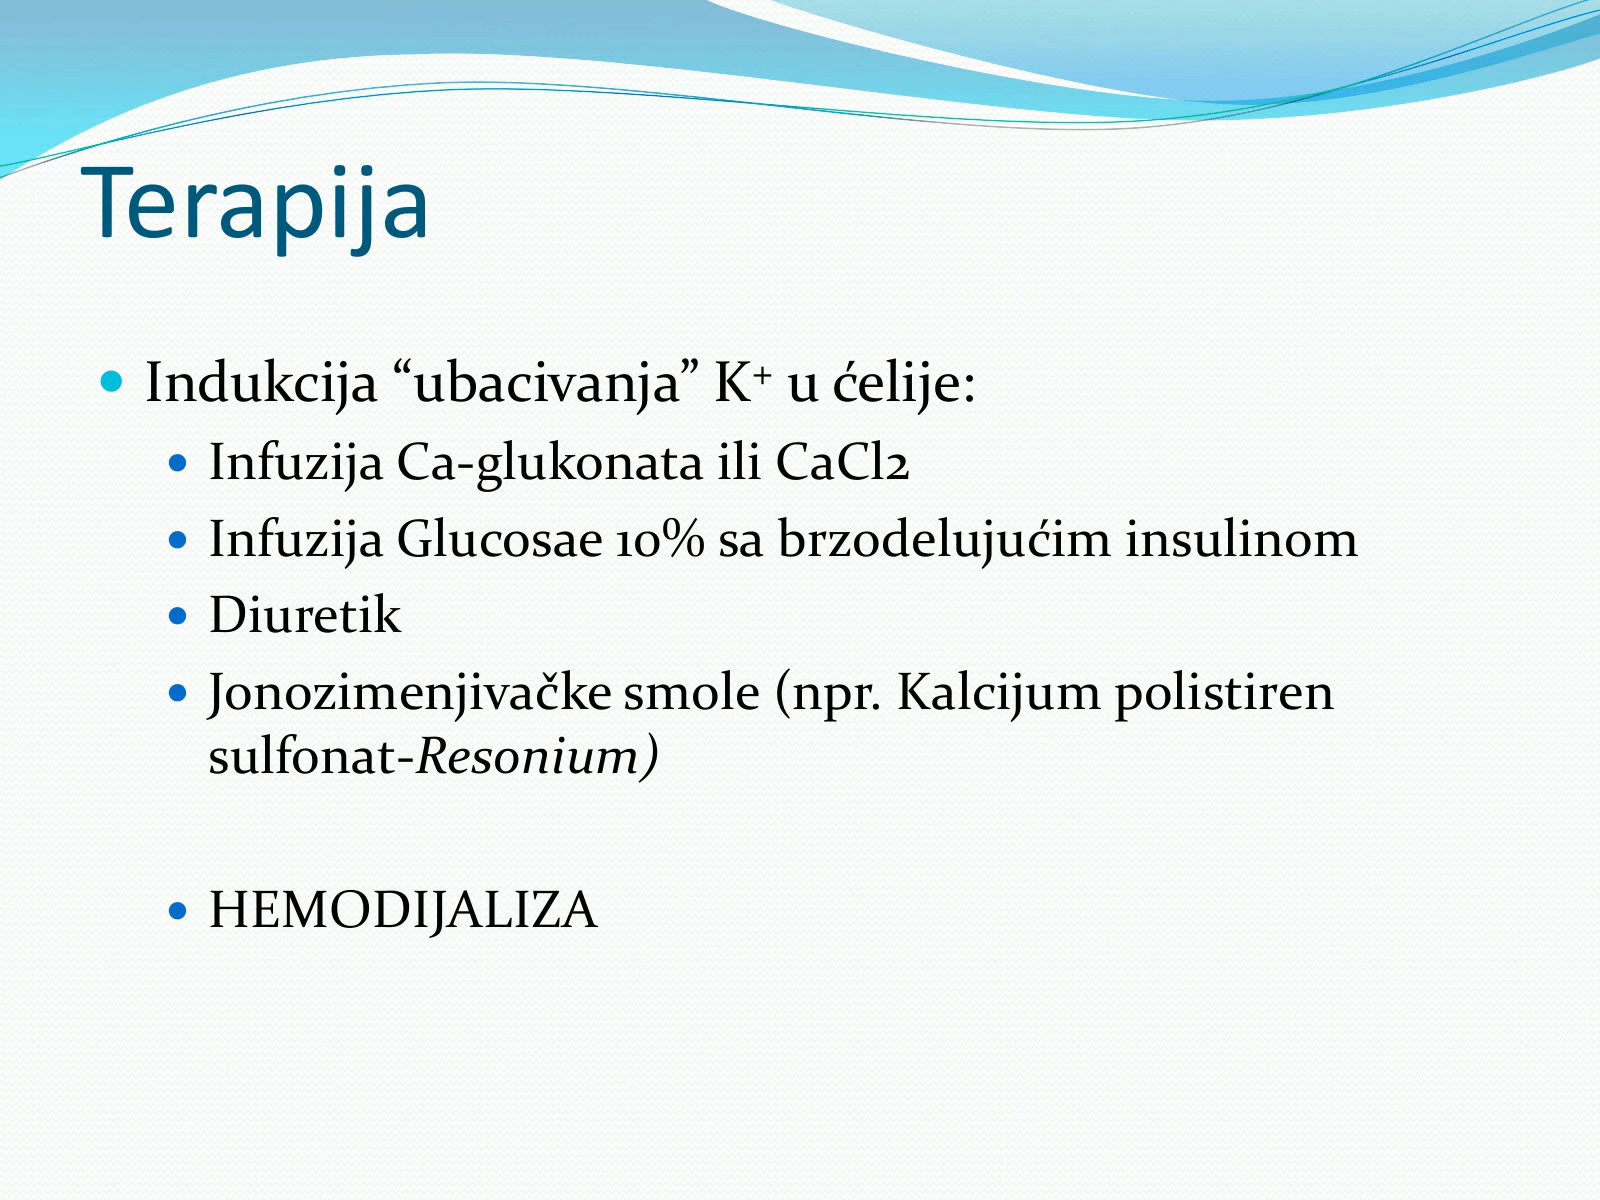 Terapija
• Indukcija “ubacivanja” K⁺ u ćelije:
• Infuzija Ca-glukonata ili CaCl2
• Infuzija Glucosae 10% sa brzodelujućim insulinom
• Diuretik
• Jonozimenjivačke smole (npr. Kalcijum polistiren
sulfonat-Resonium)
• HEMODIJALIZA